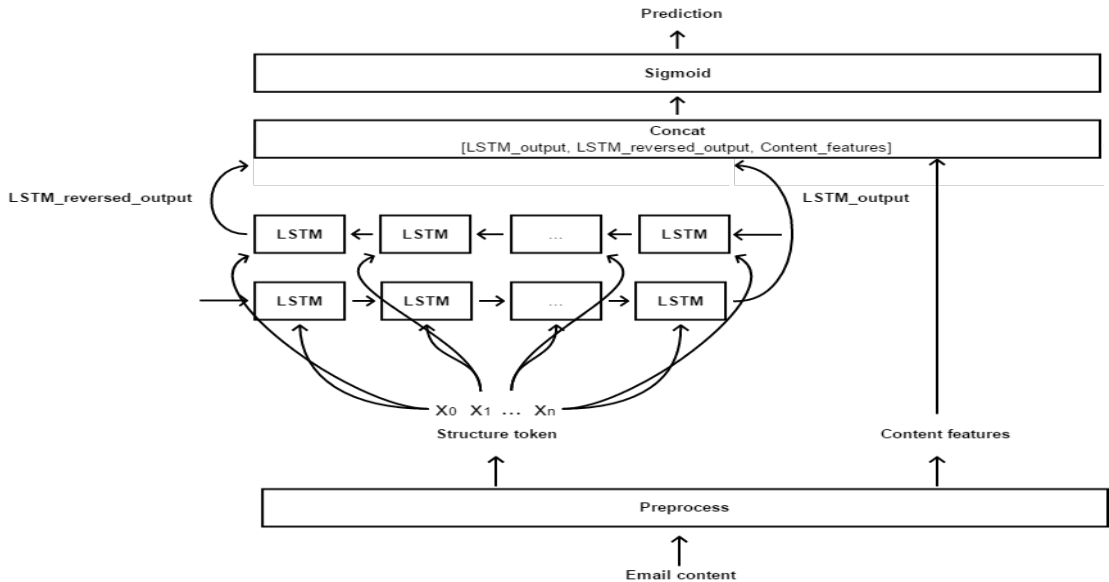 Prediction
Sigmoid
Concat
[LSTM_output, LSTM_reversed_output, Content_features]
LSTM_reversed_output
LSTM_output
LSTM LSTM ... LSTM
LSTM LSTM ... LSTM
X0 X1 ... Xn
Structure token
Content features
Preprocess
Email content